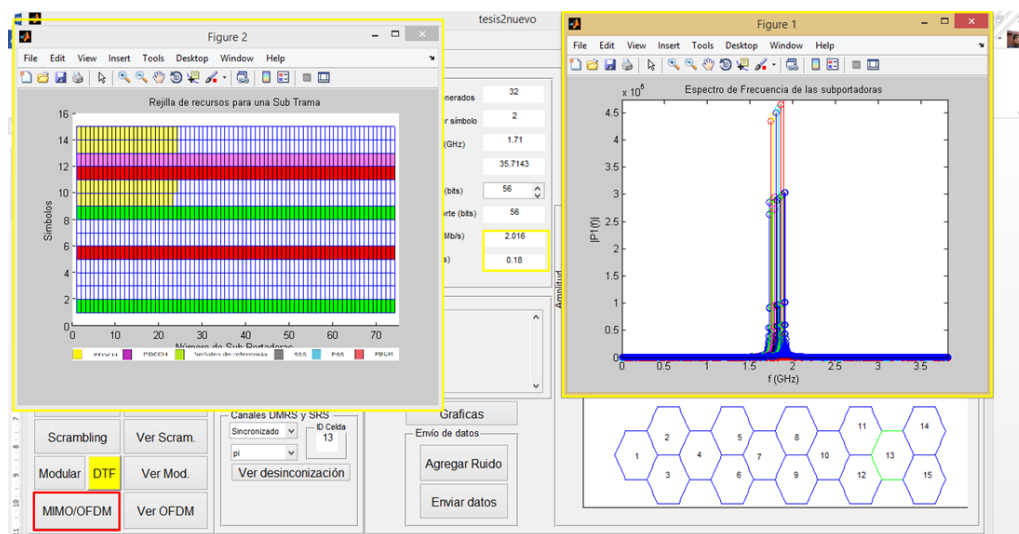 tesis2nuevo
Figure 2
File Edit View Insert Tools Desktop Window Help
Rejilla de recursos para una Sub Trama
Símbolos
16
14
12
10
8
6
4
2
0
0 10 20 30 40 50 60 70
Número de Sub Portadoras
PDSCH PDCCH Señales de referencia SSS PSS PBCH
nerados 32
r símbolo 2
(GHz) 1.71
35.7143
(bits) 56
rte (bits) 56
Mb/s) 2.016
s) 0.18
Amplitud
Figure 1
File Edit View Insert Tools Desktop Window Help
x 10
Espectro de Frecuencia de las subportadoras
|P1(f)|
4.5
4
3.5
3
2.5
2
1.5
1
0.5
0
0 0.5 1 1.5 2 2.5 3 3.5
f (GHz)
Scrambling
Ver Scram.
Modular
DTF
Ver Mod.
MIMO/OFDM
Ver OFDM
Canales DMRS y SRS
Sincronizado
ID Celda
13
pi
Ver desinconización
Graficas
Envío de datos
Agregar Ruido
Enviar datos
1 2 3 4 5 6 7 8 9 10 11 12 13 14 15